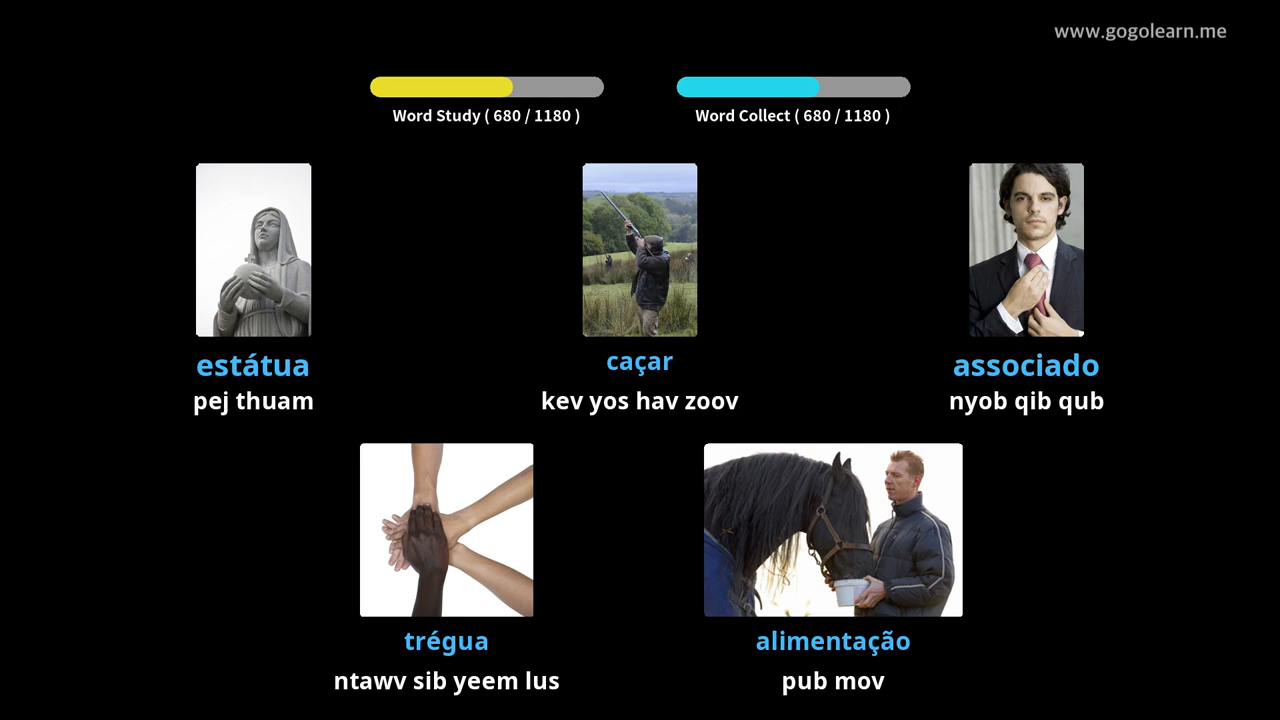 www.gogolearn.me
Word Study ( 680 / 1180 )
Word Collect ( 680 / 1180 )
estátua
caçar
associado
pej thuam
kev yos hav zoov
nyob qib qub
trégua
alimentação
ntawv sib yeem lus
pub mov